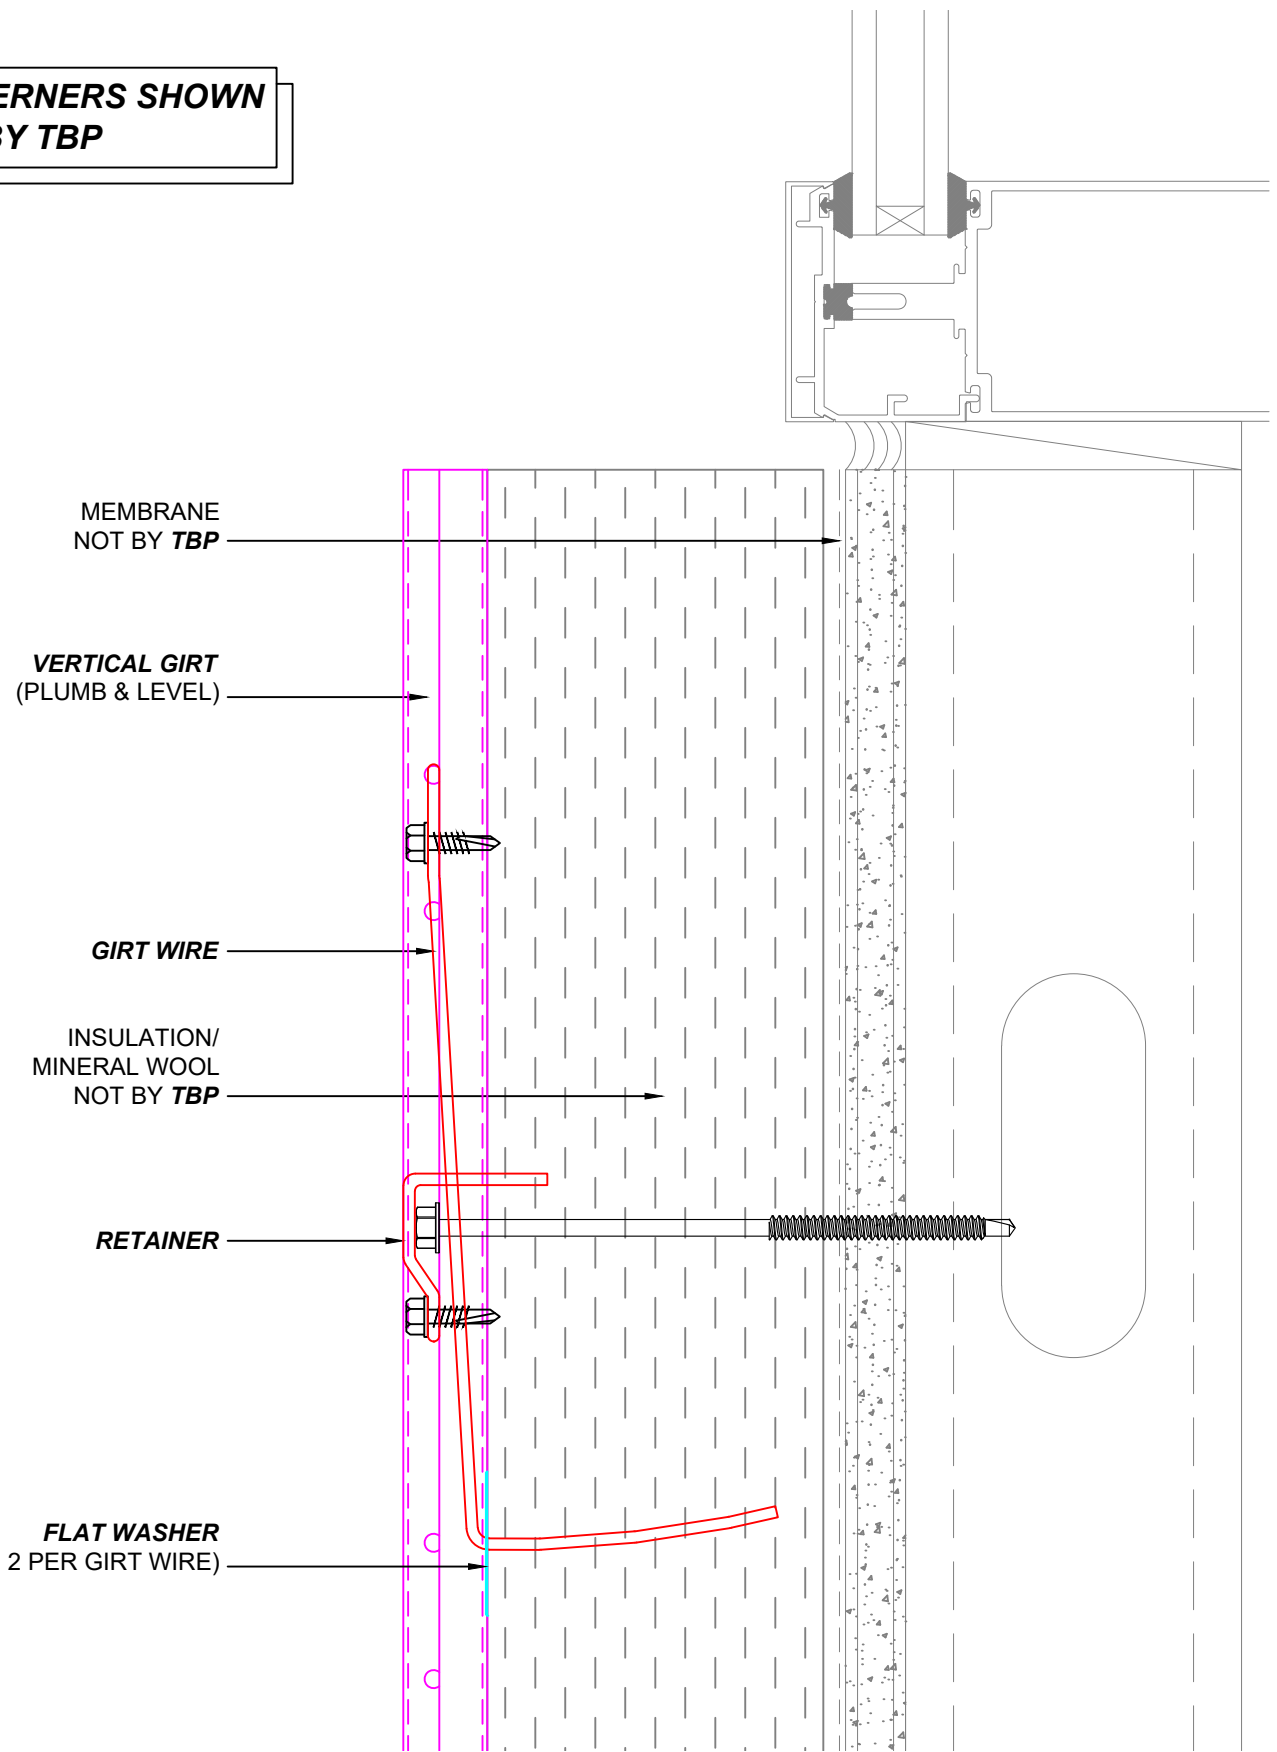 ERNERS SHOWN
BY TBP
MEMBRANE
NOT BY TBP
VERTICAL GIRT
(PLUMB & LEVEL)
GIRT WIRE
INSULATION/
MINERAL WOOL
NOT BY TBP
RETAINER
FLAT WASHER
2 PER GIRT WIRE)